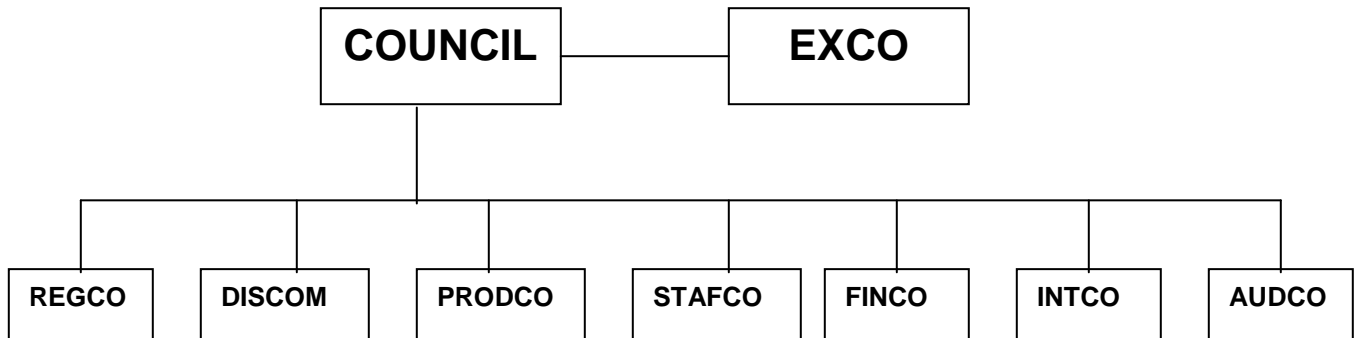 COUNCIL EXCO
REGCO DISCOM PRODCO STAFCO FINCO INTCO AUDCO